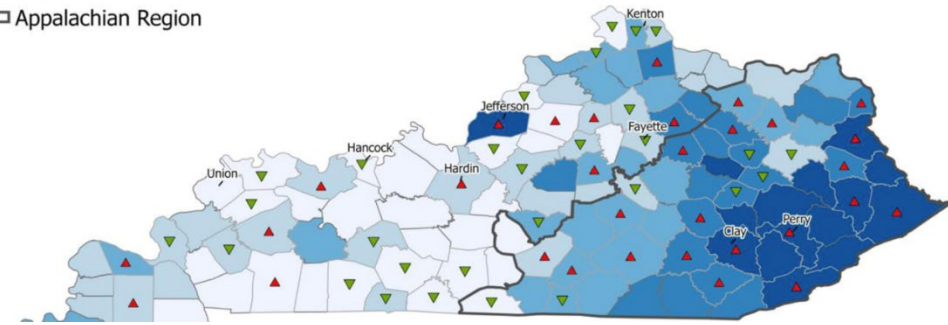 Appalachian Region
Kenton
Jefferson
Fayette
Hancock
Hardin
Union
Perry
Clay